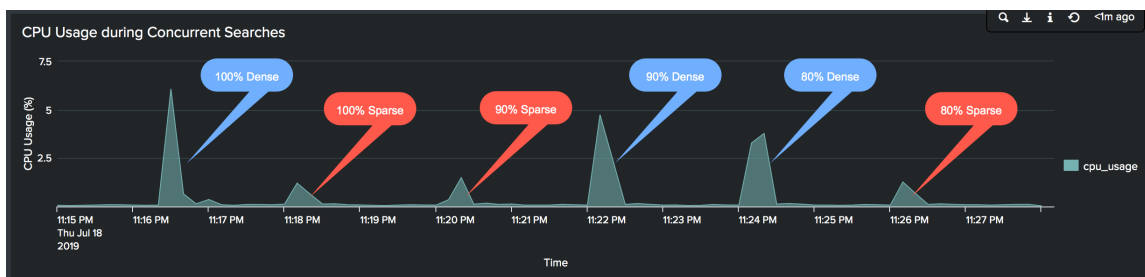 <1m ago
CPU Usage during Concurrent Searches
7.5
5
2.5
CPU Usage (%)
100% Dense
100% Sparse
90% Sparse
90% Dense
80% Dense
80% Sparse
cpu_usage
11:15 PM
Thu Jul 18
2019
11:16 PM
11:17 PM
11:18 PM
11:19 PM
11:20 PM
11:21 PM
11:22 PM
11:23 PM
11:24 PM
11:25 PM
11:26 PM
11:27 PM
Time